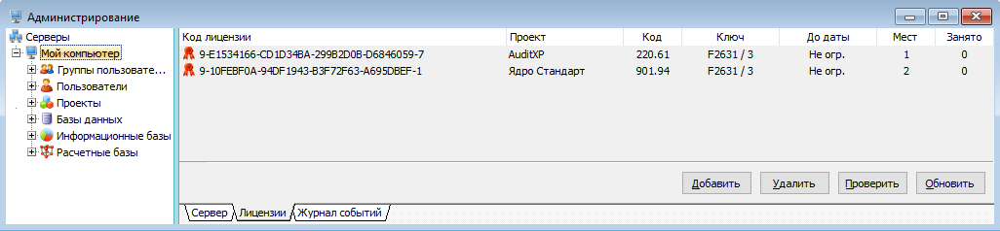 Администрирование
Серверы
Мой компьютер
Группы пользовате...
Пользователи
Проекты
Базы данных
Информационные базы
Расчетные базы
Код лицензии Проект Код Ключ До даты Мест Занято
9-E1534166-CD1D34BA-299B2D0B-D6846059-7 AuditXP 220.61 F2631 / 3 Не огр. 1 0
9-10FEBF0A-94DF1943-B3F72F63-A695DBEF-1 Ядро Стандарт 901.94 F2631 / 3 Не огр. 2 0
Добавить Удалить Проверить Обновить
Сервер Лицензии Журнал событий